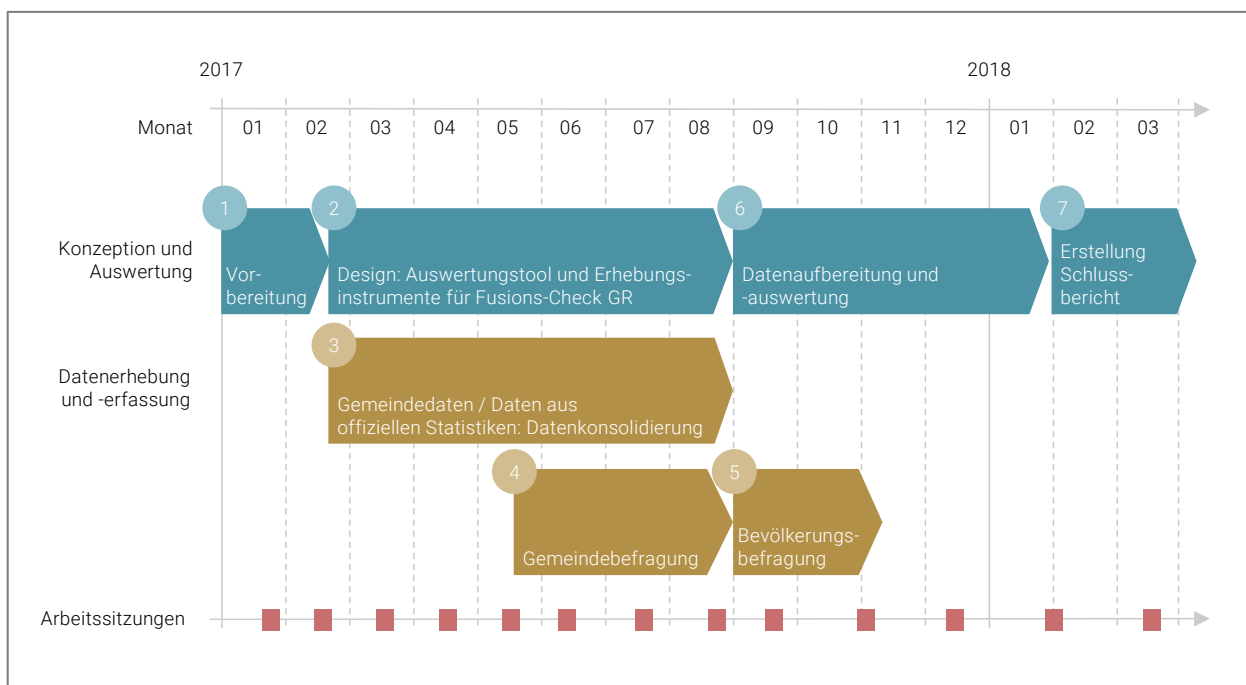 2017
2018
Monat
01 02 03 04 05 06 07 08 09 10 11 12 01 02 03
1
2
6
7
Konzeption und
Auswertung
Vor-
bereitung
Design: Auswertungstool und Erhebungs-
instrumente für Fusions-Check GR
Datenaufbereitung und
-auswertung
Erstellung
Schluss-
bericht
3
Datenerhebung
und -erfassung
Gemeindedaten / Daten aus
offiziellen Statistiken: Datenkonsolidierung
4
5
Gemeindebefragung
Bevölkerungs-
befragung
Arbeitssitzungen